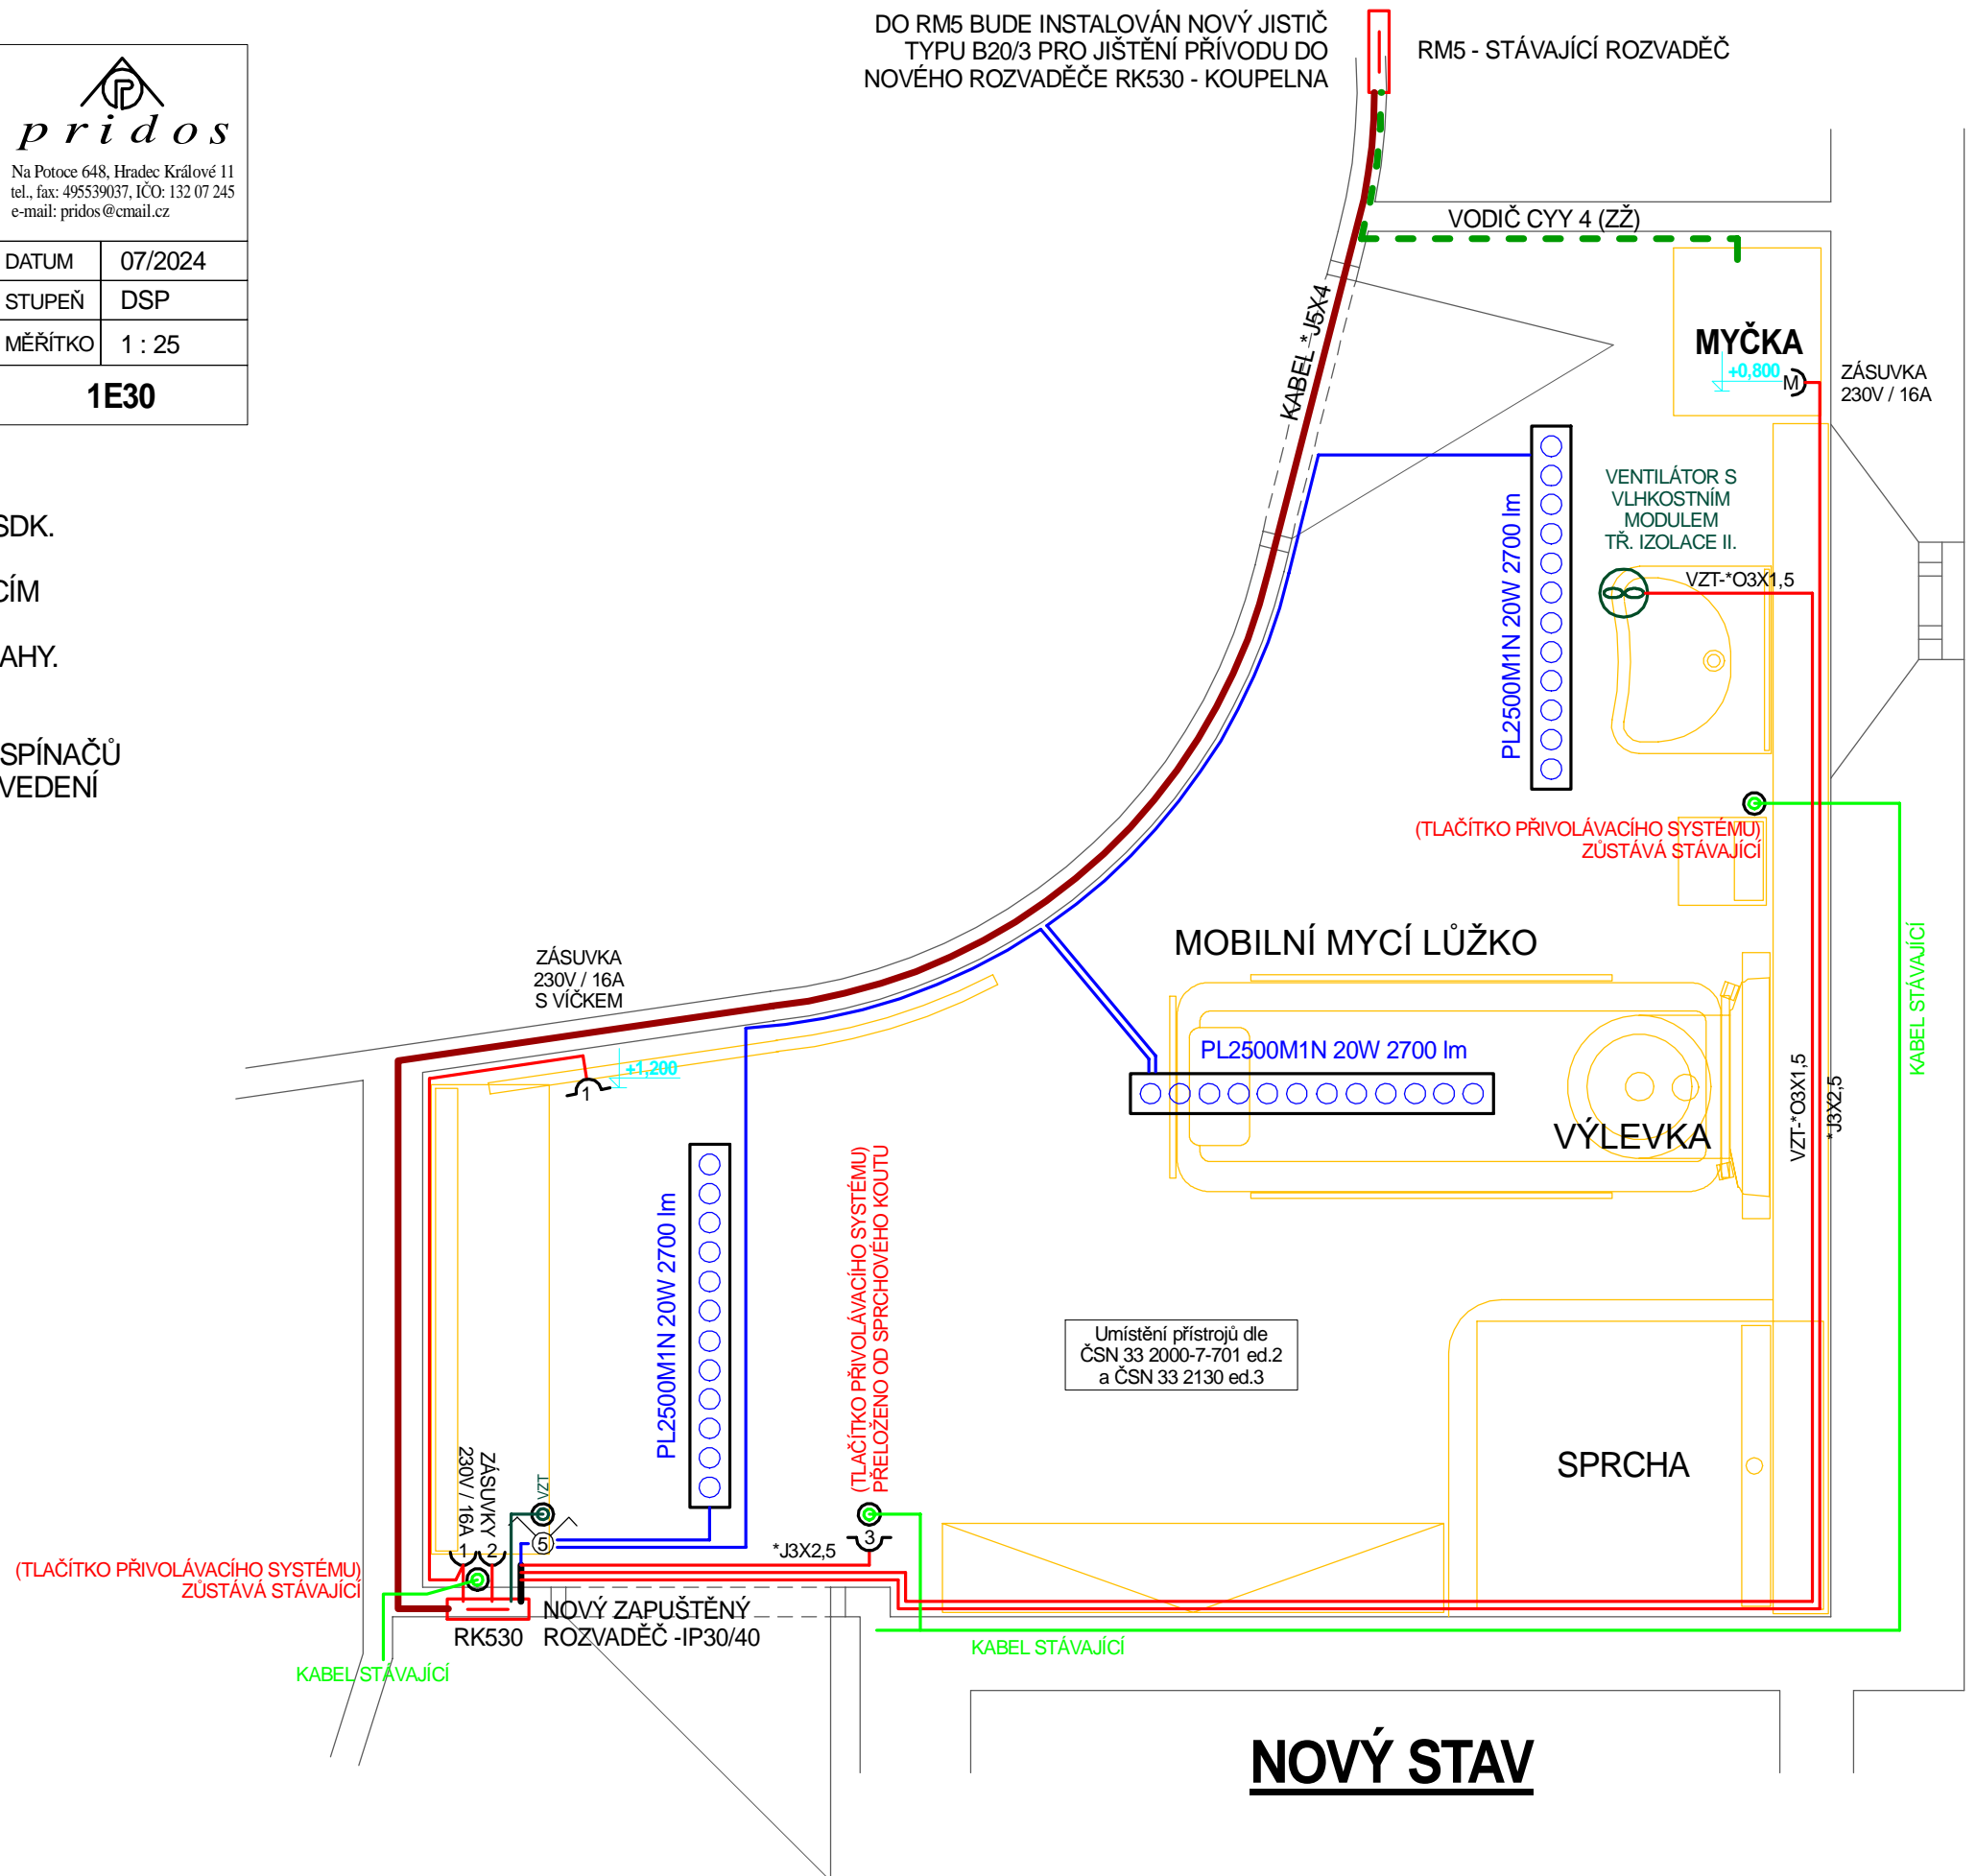 DO RM5 BUDE INSTALOVÁN NOVÝ JISTIČ
TYPU B20/3 PRO JIŠTĚNÍ PŘÍVODU DO
NOVÉHO ROZVADĚČE RK530 - KOUPELNA
RM5 - STÁVAJÍCÍ ROZVADĚČ
pridos
Na Potoce 648, Hradec Králové 11
tel., fax: 495539037, IČO: 132 07 245
e-mail: pridos@cmail.cz
DATUM 07/2024
STUPEŇ DSP
MĚŘÍTKO 1 : 25
1E30
SDK.
CÍM
AHY.
SPÍNAČŮ
VEDENÍ
VODIČ CYY 4 (ZŽ)
KABEL *J5X4
MYČKA
+0,800
M
ZÁSUVKA
230V / 16A
PL2500M1N 20W 2700 lm
VENTILÁTOR S
VLHKOSTNÍM
MODULEM
TŘ. IZOLACE II.
VZT-*O3X1,5
(TLAČÍTKO PŘIVOLÁVACÍHO SYSTÉMU)
ZŮSTÁVÁ STÁVAJÍCÍ
KABEL STÁVAJÍCÍ
MOBILNÍ MYCÍ LŮŽKO
PL2500M1N 20W 2700 lm
VÝLEVKA
VZT-*O3X1,5
*J3X2,5
ZÁSUVKA
230V / 16A
S VÍČKEM
+1,200
1
PL2500M1N 20W 2700 lm
(TLAČÍTKO PŘIVOLÁVACÍHO SYSTÉMU)
PŘELOŽENO OD SPRCHOVÉHO KOUTU
Umístění přístrojů dle
ČSN 33 2000-7-701 ed.2
a ČSN 33 2130 ed.3
SPRCHA
ZÁSUVKY
230V / 16A
VZT
1
2
5
3
*J3X2,5
(TLAČÍTKO PŘIVOLÁVACÍHO SYSTÉMU)
ZŮSTÁVÁ STÁVAJÍCÍ
RK530
NOVÝ ZAPUŠTĚNÝ
ROZVADĚČ -IP30/40
KABEL STÁVAJÍCÍ
KABEL STÁVAJÍCÍ
NOVÝ STAV